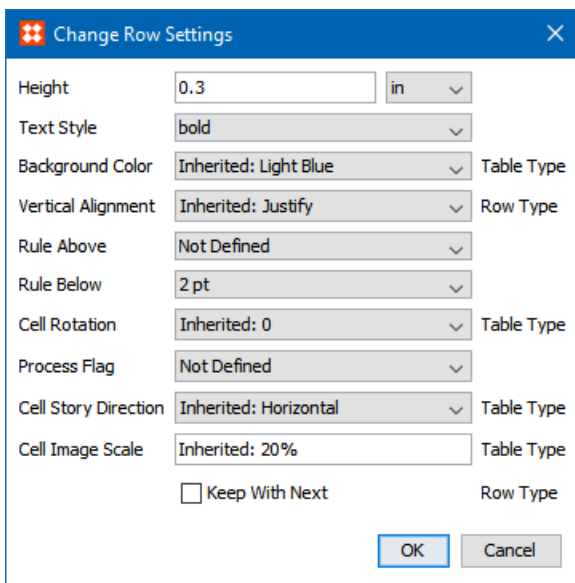 Change Row Settings
Height 0.3 in
Text Style bold
Background Color Inherited: Light Blue Table Type
Vertical Alignment Inherited: Justify Row Type
Rule Above Not Defined
Rule Below 2 pt
Cell Rotation Inherited: 0 Table Type
Process Flag Not Defined
Cell Story Direction Inherited: Horizontal Table Type
Cell Image Scale Inherited: 20% Table Type
Keep With Next Row Type
OK Cancel